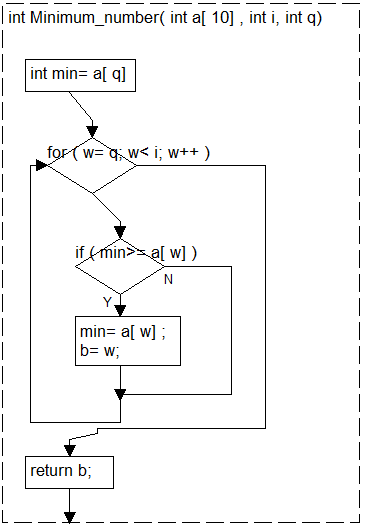 int Minimum_number( int a[ 10] , int i, int q)
int min= a[ q]
for ( w= q; w< i; w++ )
if ( min>= a[ w] )
N
Y
min= a[ w] ;
b= w;
return b;